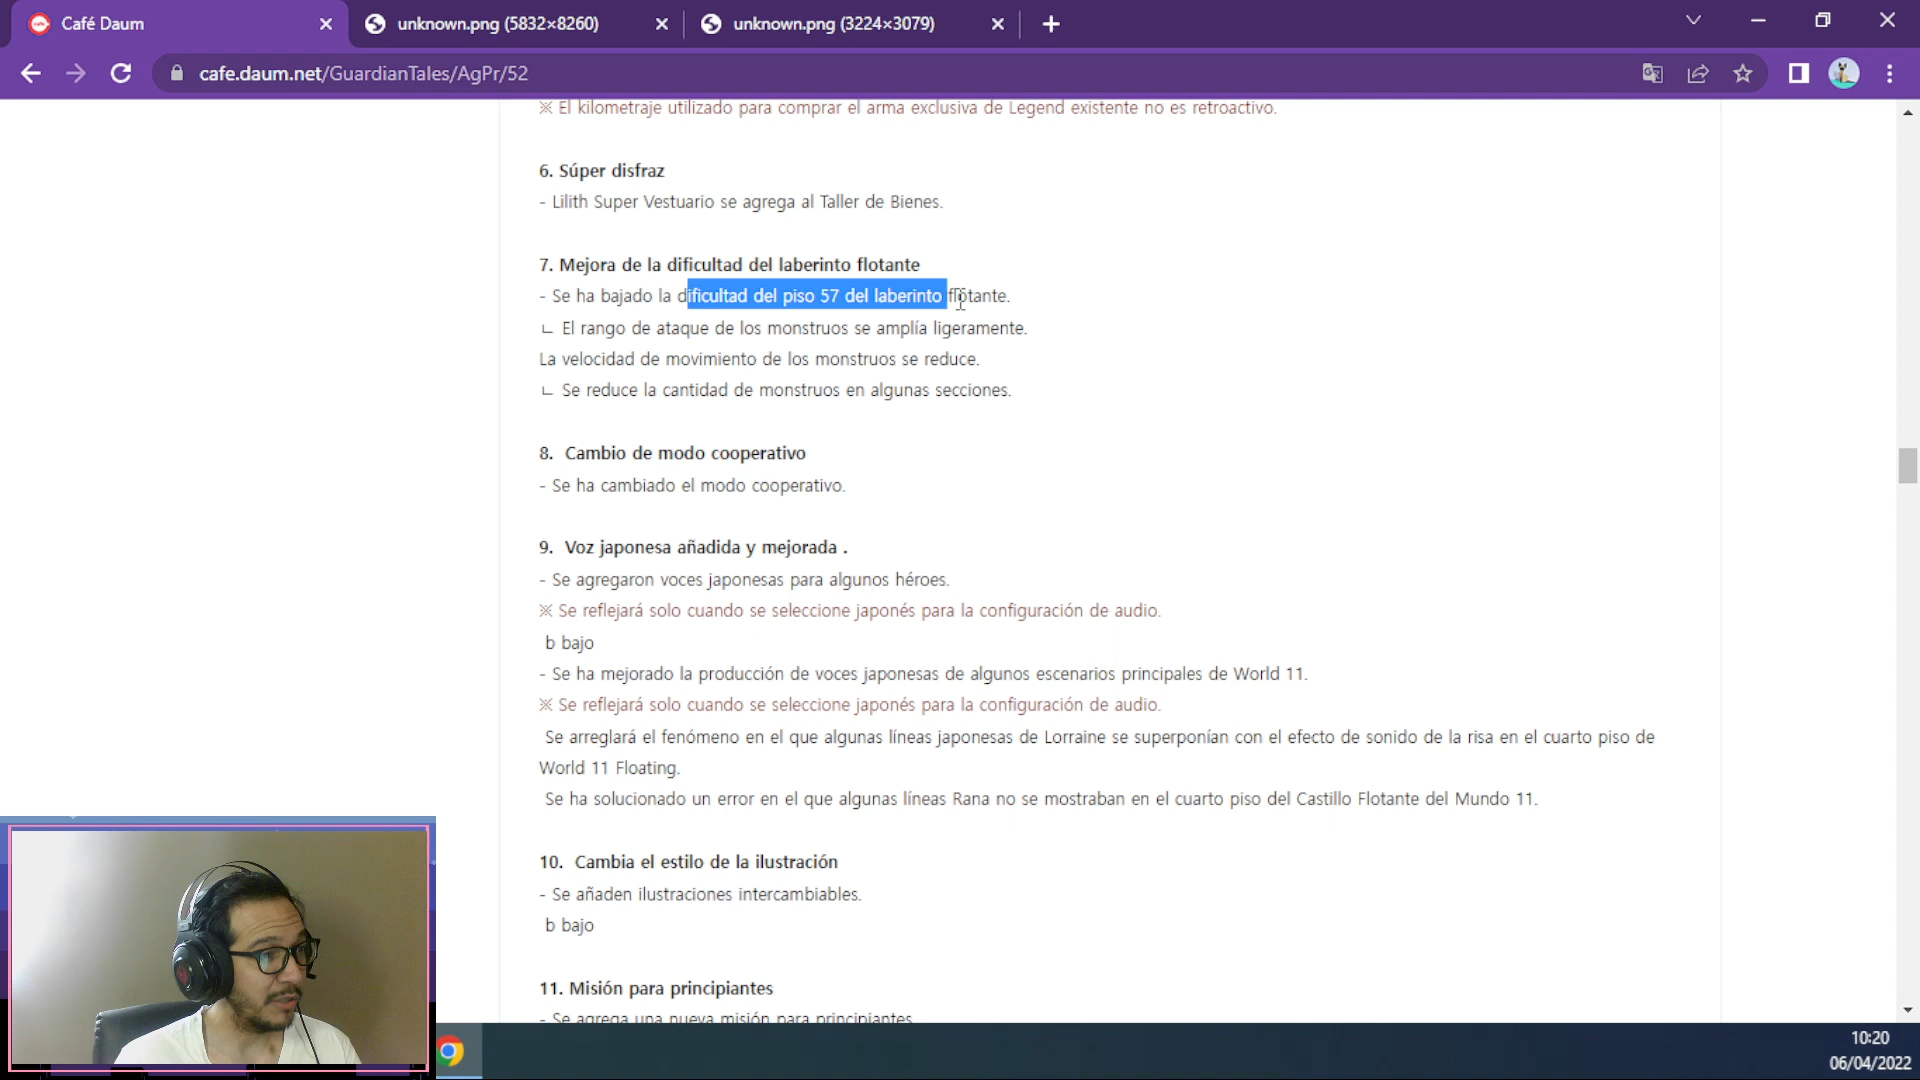 Café Daum
unknown.png (5832×8260)
unknown.png (3224×3079)
cafe.daum.net/GuardianTales/AgPr/52
※ El kilometraje utilizado para comprar el arma exclusiva de Legend existente no es retroactivo.
6. Súper disfraz
- Lilith Super Vestuario se agrega al Taller de Bienes.
7. Mejora de la dificultad del laberinto flotante
- Se ha bajado la dificultad del piso 57 del laberinto flotante.
ㄴ El rango de ataque de los monstruos se amplía ligeramente.
La velocidad de movimiento de los monstruos se reduce.
ㄴ Se reduce la cantidad de monstruos en algunas secciones.
8. Cambio de modo cooperativo
- Se ha cambiado el modo cooperativo.
9. Voz japonesa añadida y mejorada .
- Se agregaron voces japonesas para algunos héroes.
※ Se reflejará solo cuando se seleccione japonés para la configuración de audio.
b bajo
- Se ha mejorado la producción de voces japonesas de algunos escenarios principales de World 11.
※ Se reflejará solo cuando se seleccione japonés para la configuración de audio.
Se arreglará el fenómeno en el que algunas líneas japonesas de Lorraine se superponían con el efecto de sonido de la risa en el cuarto piso de
World 11 Floating.
Se ha solucionado un error en el que algunas líneas Rana no se mostraban en el cuarto piso del Castillo Flotante del Mundo 11.
10. Cambia el estilo de la ilustración
- Se añaden ilustraciones intercambiables.
b bajo
11. Misión para principiantes
- Se agrega una nueva misión para principiantes
10:20
06/04/2022